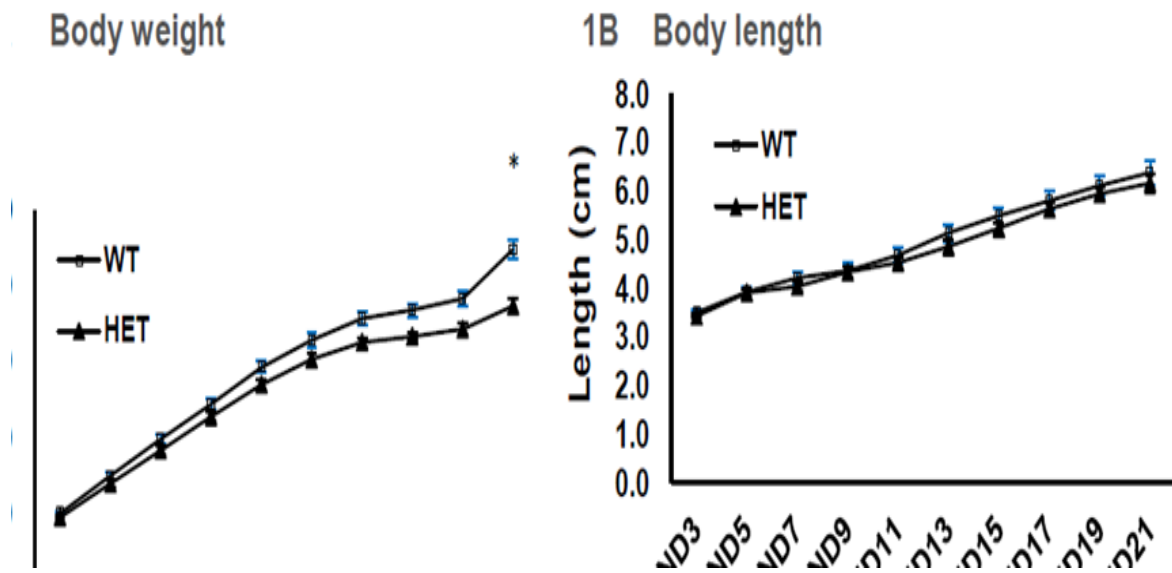 Body weight
*
WT
HET
1B Body length
Length (cm)
8.0
7.0
6.0
5.0
4.0
3.0
2.0
1.0
0.0
WT
HET
ND3
ND5
ND7
ND9
D11
D13
D15
D17
D19
D21